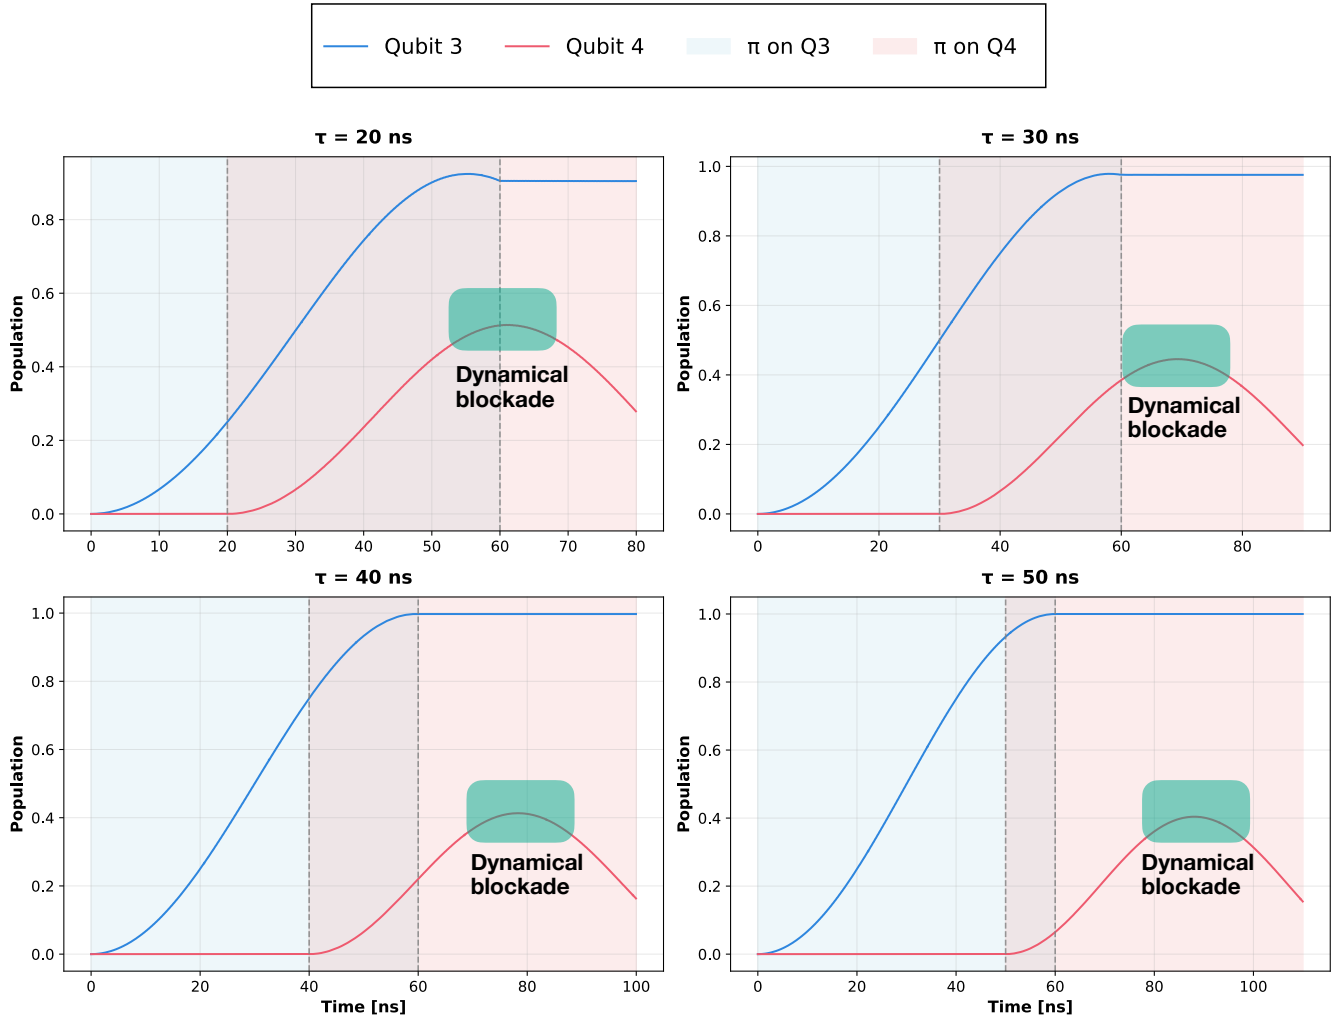 Qubit 3 Qubit 4 π on Q3 π on Q4
τ = 20 ns
Population
0.8
0.6
0.4
0.2
0.0
Dynamical
blockade
0 10 20 30 40 50 60 70 80
τ = 30 ns
Population
1.0
0.8
0.6
0.4
0.2
0.0
Dynamical
blockade
0 20 40 60 80
τ = 40 ns
Population
1.0
0.8
0.6
0.4
0.2
0.0
Dynamical
blockade
0 20 40 60 80 100
Time [ns]
τ = 50 ns
Population
1.0
0.8
0.6
0.4
0.2
0.0
Dynamical
blockade
0 20 40 60 80 100
Time [ns]